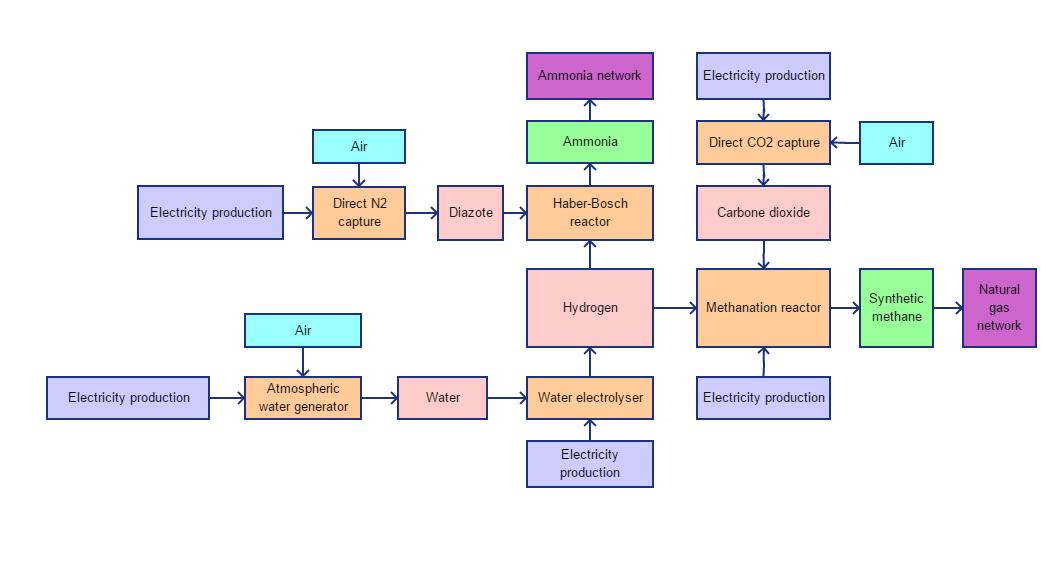 Ammonia network
Electricity production
Ammonia
Direct CO2 capture
Air
Air
Electricity production
Direct N2
capture
Diazote
Haber-Bosch
reactor
Carbone dioxide
Hydrogen
Methanation reactor
Synthetic
methane
Natural
gas
network
Air
Electricity production
Atmospheric
water generator
Water
Water electrolyser
Electricity production
Electricity
production